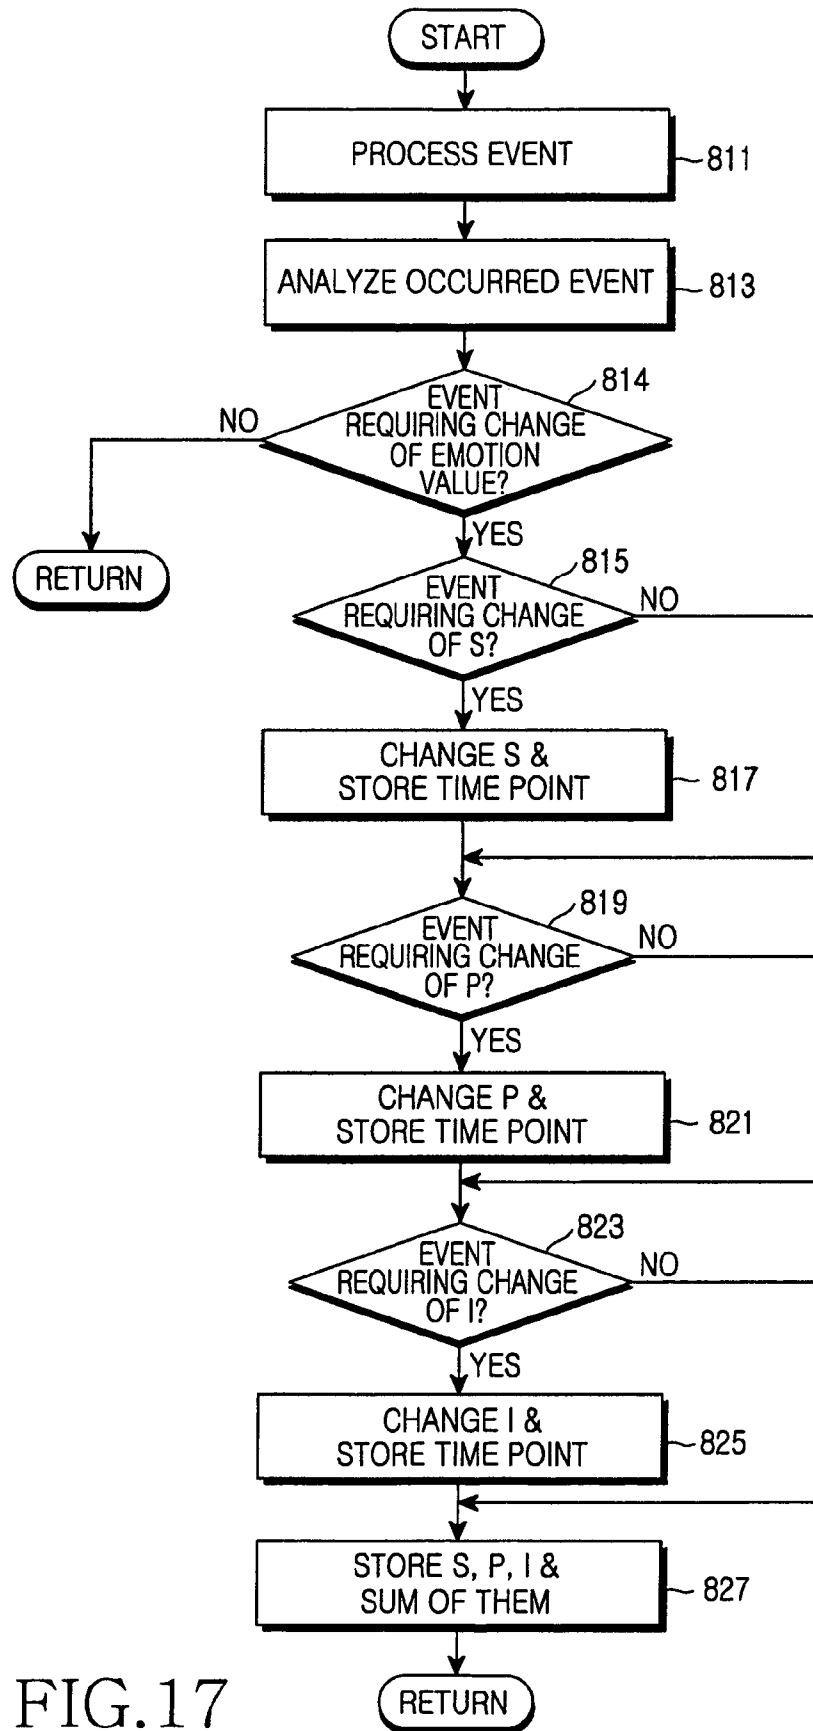 START
PROCESS EVENT
811
ANALYZE OCCURRED EVENT
813
814
EVENT
REQUIRING CHANGE
OF EMOTION
VALUE?
NO
YES
RETURN
815
EVENT
REQUIRING CHANGE
OF S?
NO
YES
CHANGE S &
STORE TIME POINT
817
819
EVENT
REQUIRING CHANGE
OF P?
NO
YES
CHANGE P &
STORE TIME POINT
821
823
EVENT
REQUIRING CHANGE
OF I?
NO
YES
CHANGE I &
STORE TIME POINT
825
STORE S, P, I &
SUM OF THEM
827
RETURN
FIG.17